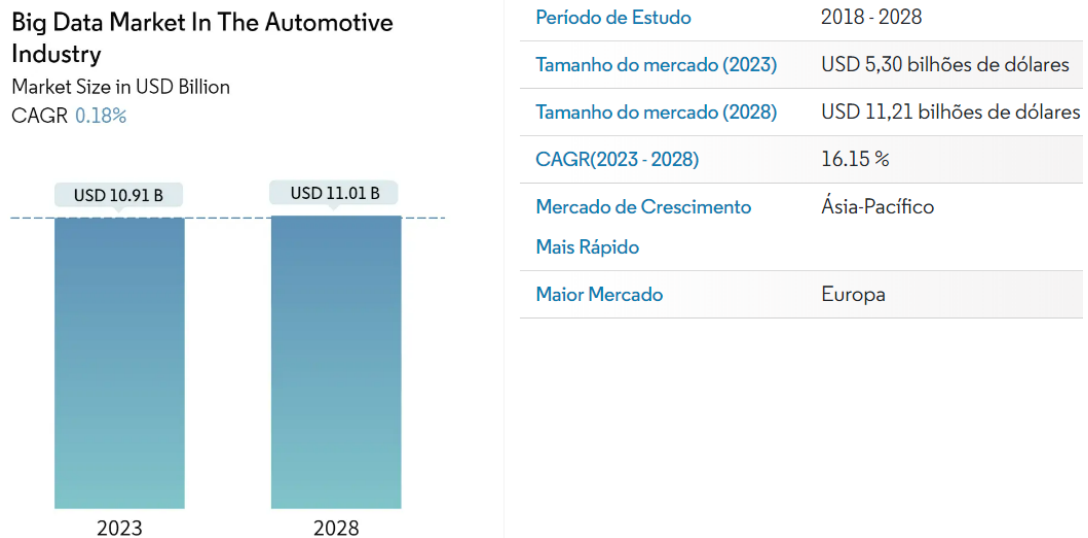 Big Data Market In The Automotive
Industry
Market Size in USD Billion
CAGR 0.18%
USD 10.91 B
USD 11.01 B
2023
2028
Período de Estudo 2018 - 2028
Tamanho do mercado (2023) USD 5,30 bilhões de dólares
Tamanho do mercado (2028) USD 11,21 bilhões de dólares
CAGR(2023 - 2028) 16.15 %
Mercado de Crescimento Ásia-Pacífico
Mais Rápido
Maior Mercado Europa